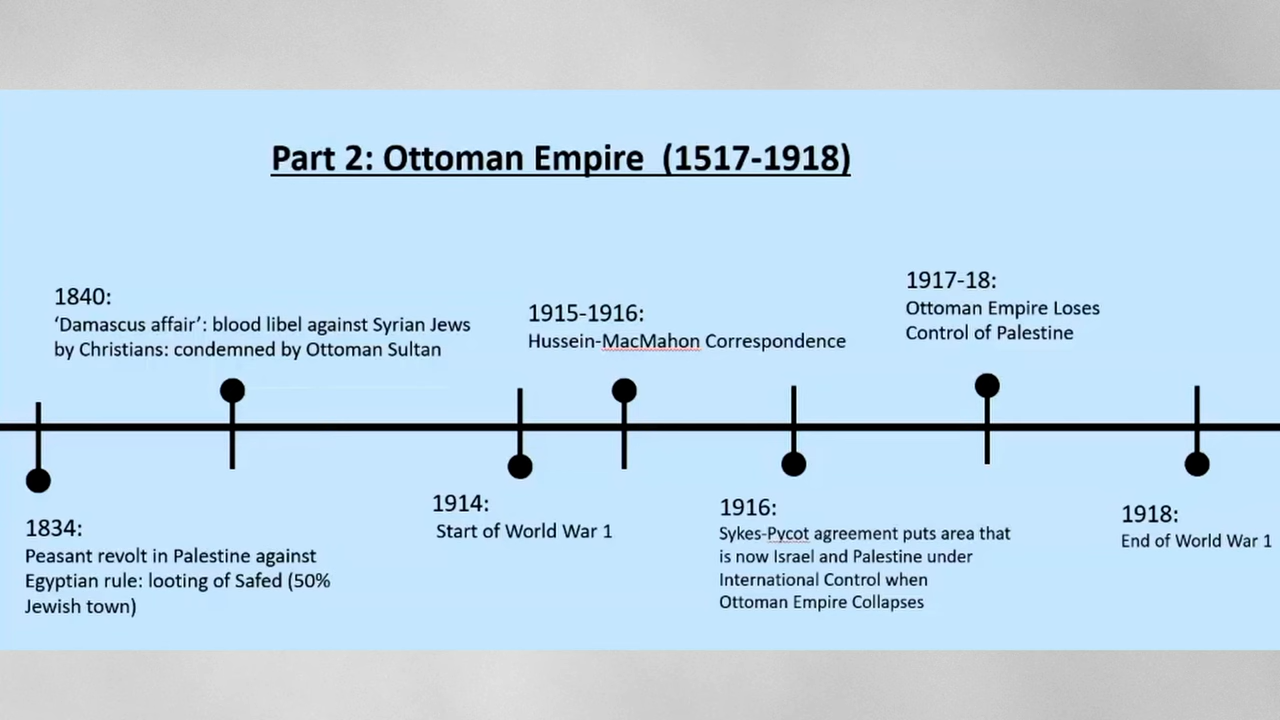 Part 2: Ottoman Empire (1517-1918)
1840:
‘Damascus affair’: blood libel against Syrian Jews
by Christians: condemned by Ottoman Sultan
1915-1916:
Hussein-MacMahon Correspondence
1917-18:
Ottoman Empire Loses
Control of Palestine
1834:
Peasant revolt in Palestine against
Egyptian rule: looting of Safed (50%
Jewish town)
1914:
Start of World War 1
1916:
Sykes-Pycot agreement puts area that
is now Israel and Palestine under
International Control when
Ottoman Empire Collapses
1918:
End of World War 1